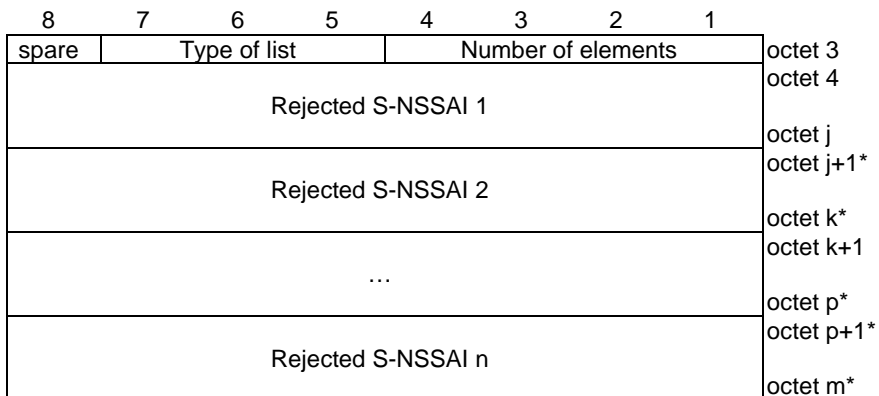 8 7 6 5 4 3 2 1
spare Type of list Number of elements octet 3
octet 4
Rejected S-NSSAI 1
octet j
octet j+1*
Rejected S-NSSAI 2
octet k*
octet k+1
…
octet p*
octet p+1*
Rejected S-NSSAI n
octet m*